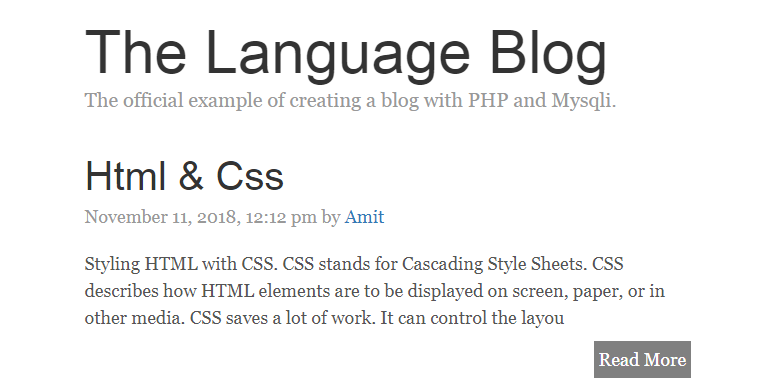 The Language Blog
The official example of creating a blog with PHP and Mysqli.
Html & Css
November 11, 2018, 12:12 pm by Amit
Styling HTML with CSS. CSS stands for Cascading Style Sheets. CSS
describes how HTML elements are to be displayed on screen, paper, or in
other media. CSS saves a lot of work. It can control the layou
Read More